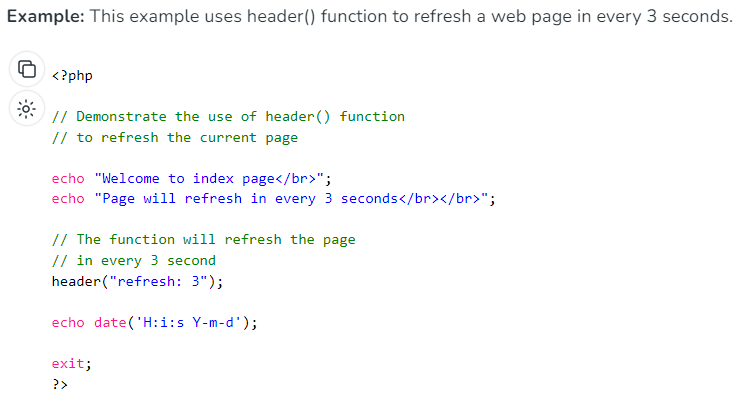 Example: This example uses header() function to refresh a web page in every 3 seconds.
<?php
// Demonstrate the use of header() function
// to refresh the current page
echo "Welcome to index page</br>";
echo "Page will refresh in every 3 seconds</br></br>";
// The function will refresh the page
// in every 3 second
header("refresh: 3");
echo date('H:i:s Y-m-d');
exit;
?>